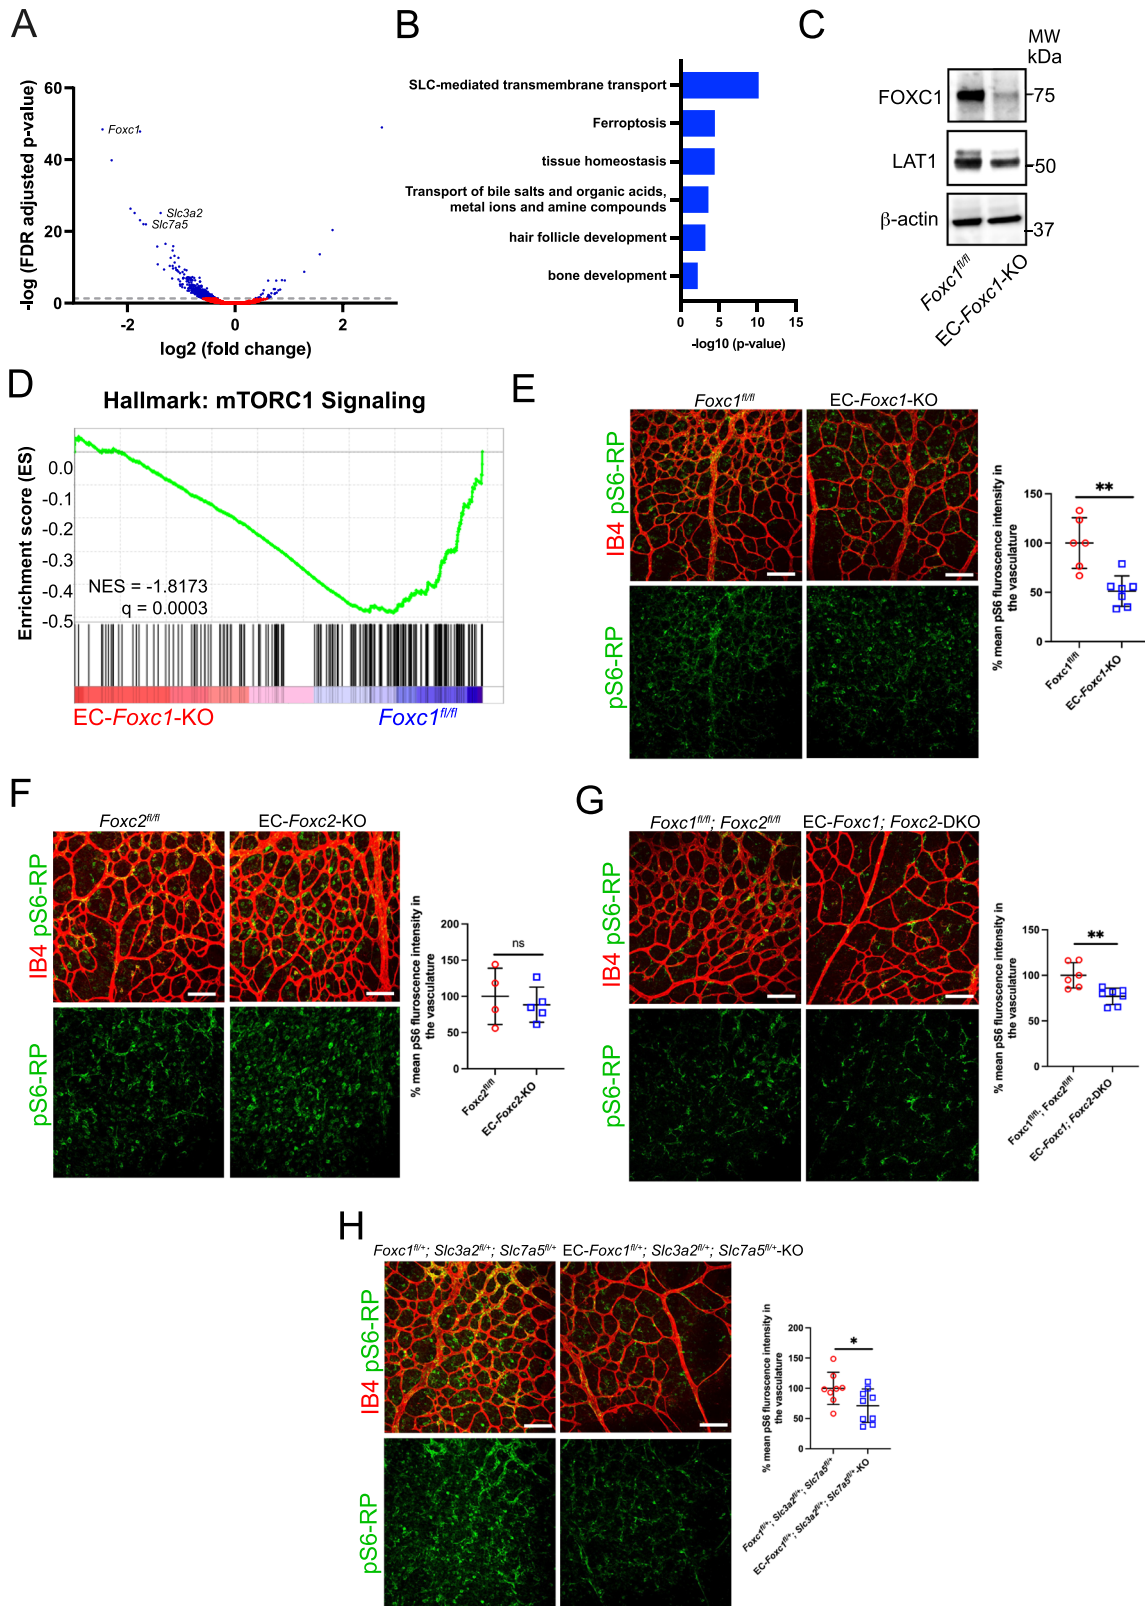 A
-log (FDR adjusted p-value)
60
40
20
0
-2
0
2
log2 (fold change)
Foxc1
Slc3a2
Slc7a5
B
SLC-mediated transmembrane transport
Ferroptosis
tissue homeostasis
Transport of bile salts and organic acids,
metal ions and amine compounds
hair follicle development
bone development
0
5
10
15
-log10 (p-value)
C
MW
kDa
FOXC1
75
LAT1
50
β-actin
37
Foxc1fl/fl
EC-Foxc1-KO
D
Hallmark: mTORC1 Signaling
Enrichment score (ES)
0.0
-0.1
-0.2
-0.3
-0.4
-0.5
NES = -1.8173
q = 0.0003
EC-Foxc1-KO
Foxc1fl/fl
E
Foxc1fl/fl
EC-Foxc1-KO
IB4 pS6-RP
pS6-RP
% mean pS6 fluroscence intensity in
the vasculature
150
100
50
0
**
Foxc1fl/fl
EC-Foxc1-KO
F
Foxc2fl/fl
EC-Foxc2-KO
IB4 pS6-RP
pS6-RP
% mean pS6 fluroscence intensity in
the vasculature
200
150
100
50
0
ns
Foxc2fl/fl
EC-Foxc2-KO
G
Foxc1fl/fl; Foxc2fl/fl
EC-Foxc1; Foxc2-DKO
IB4 pS6-RP
pS6-RP
% mean pS6 fluroscence intensity in
the vasculature
150
100
50
0
**
Foxc1fl/fl; Foxc2fl/fl
EC-Foxc1; Foxc2-DKO
H
Foxc1fl/+; Slc3a2fl/+; Slc7a5fl/+
EC-Foxc1fl/+; Slc3a2fl/+; Slc7a5fl/+-KO
IB4 pS6-RP
pS6-RP
% mean pS6 fluroscence intensity in
the vasculature
200
150
100
50
0
*
Foxc1fl/+; Slc3a2fl/+; Slc7a5fl/+
EC-Foxc1fl/+; Slc3a2fl/+; Slc7a5fl/+-KO